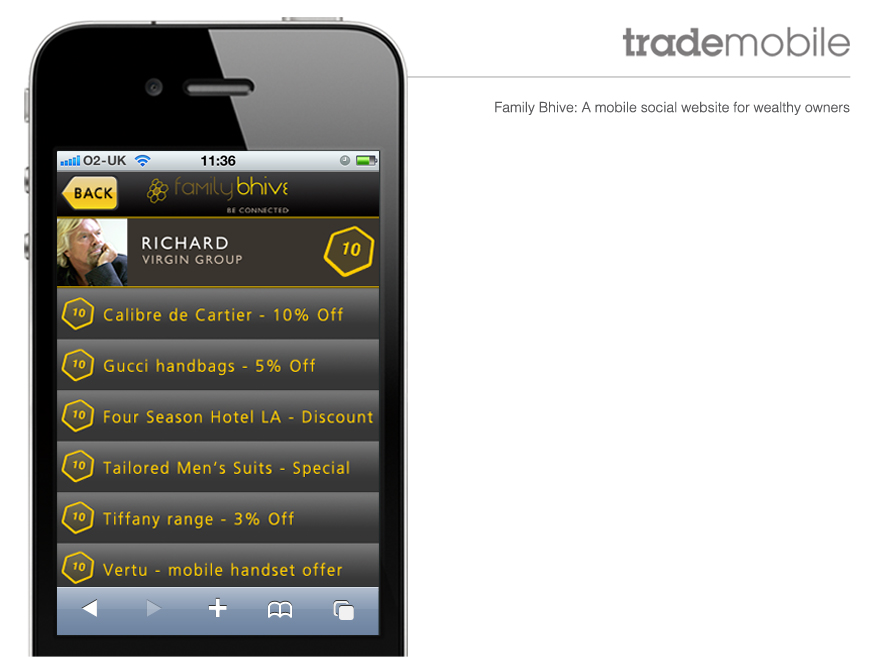 trademobile
Family Bhive: A mobile social website for wealthy owners
O2-UK 11:36
BACK
familybhive
BE CONNECTED
RICHARD
VIRGIN GROUP
10
10 Calibre de Cartier - 10% Off
10 Gucci handbags - 5% Off
10 Four Season Hotel LA - Discount
10 Tailored Men's Suits - Special
10 Tiffany range - 3% Off
10 Vertu - mobile handset offer